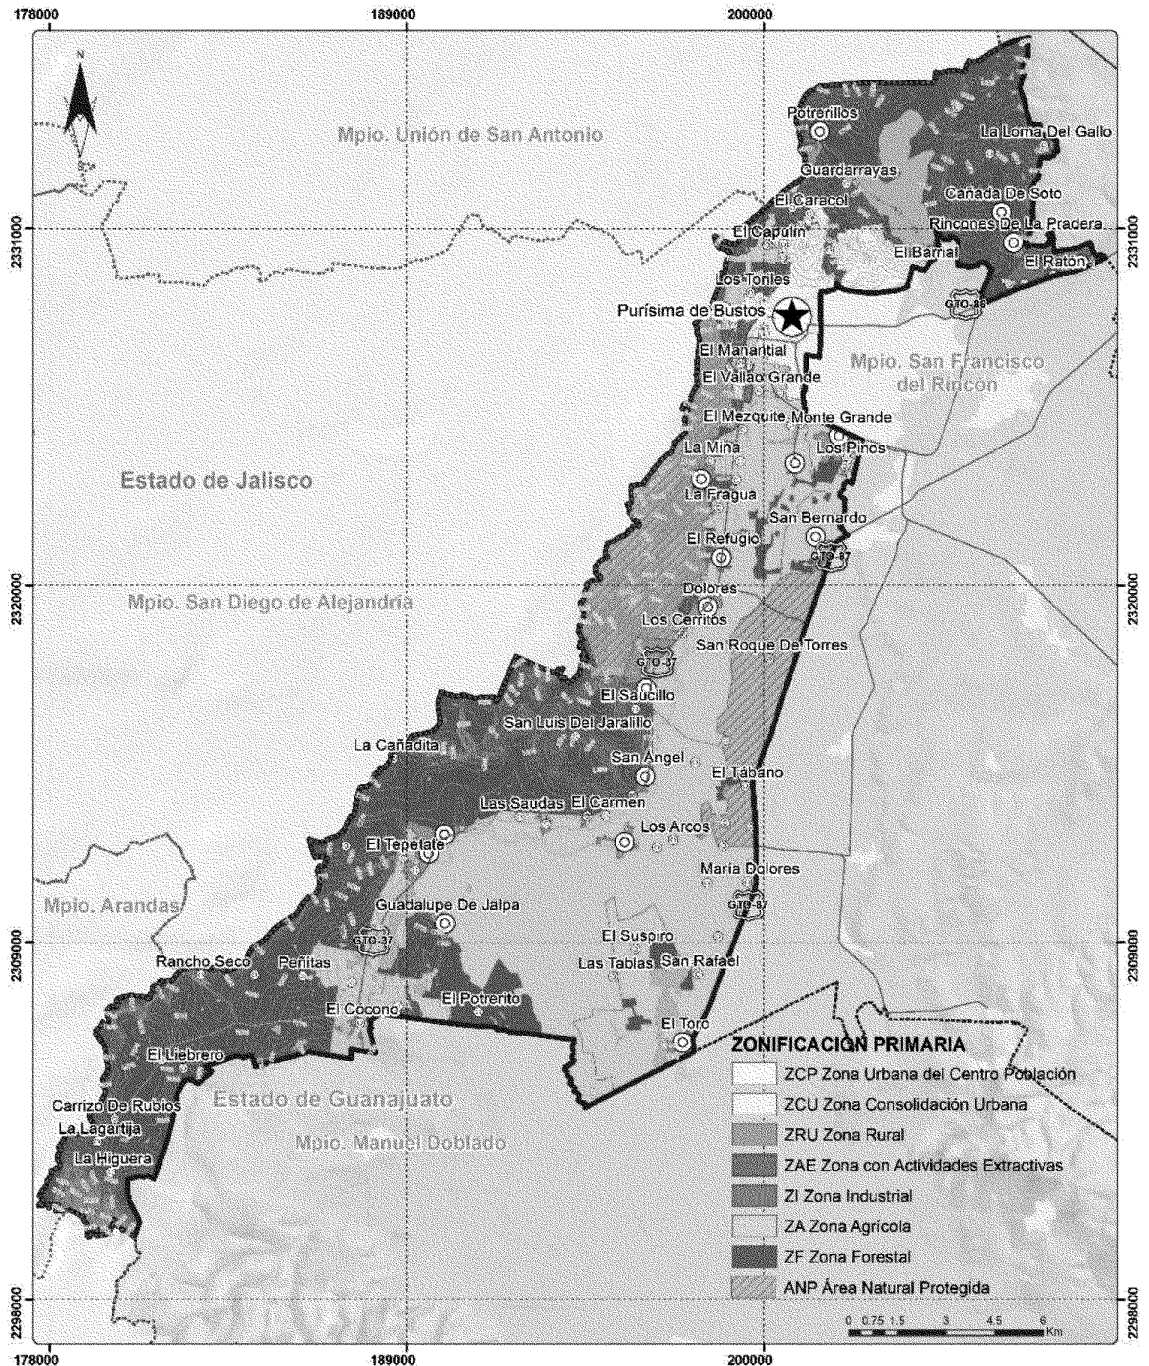 178000
189000
200000
N
Mpio. Unión de San Antonio
Potrerillos
La Loma Del Gallo
Guardarrayas
Cañada De Soto
El Caracol
Rincones De La Pradera
2331000
El Capulín
2331000
El Barrial
El Ratón
Los Toriles
Purísima de Bustos
El Manantial
Mpio. San Francisco
del Rincón
El Vallao Grande
El Mezquite
Monte Grande
La Mina
Los Pinos
Estado de Jalisco
La Fragua
San Bernardo
El Refugio
GTO-87
2320000
Dolores
2320000
Mpio. San Diego de Alejandría
Los Cerritos
San Roque De Torres
GTO-37
El Saucillo
San Luis Del Jaralillo
La Cañadita
San Ángel
El Tábano
Las Saudas
El Carmen
Los Arcos
El Tepetate
María Dolores
Mpio. Arandas
Guadalupe De Jalpa
GTO-87
GTO-37
El Suspiro
2309000
2309000
Rancho Seco
Peñitas
Las Tablas
San Rafael
El Potrerito
El Cocono
El Toro
El Liebrero
Estado de Guanajuato
Carrizo De Rubios
La Lagartija
Mpio. Manuel Doblado
La Higuera
ZONIFICACIÓN PRIMARIA
ZCP Zona Urbana del Centro Población
ZCU Zona Consolidación Urbana
ZRU Zona Rural
ZAE Zona con Actividades Extractivas
ZI Zona Industrial
ZA Zona Agrícola
ZF Zona Forestal
ANP Área Natural Protegida
2298000
2298000
0 0.75 1.5 3 4.5 6
Km
178000
189000
200000